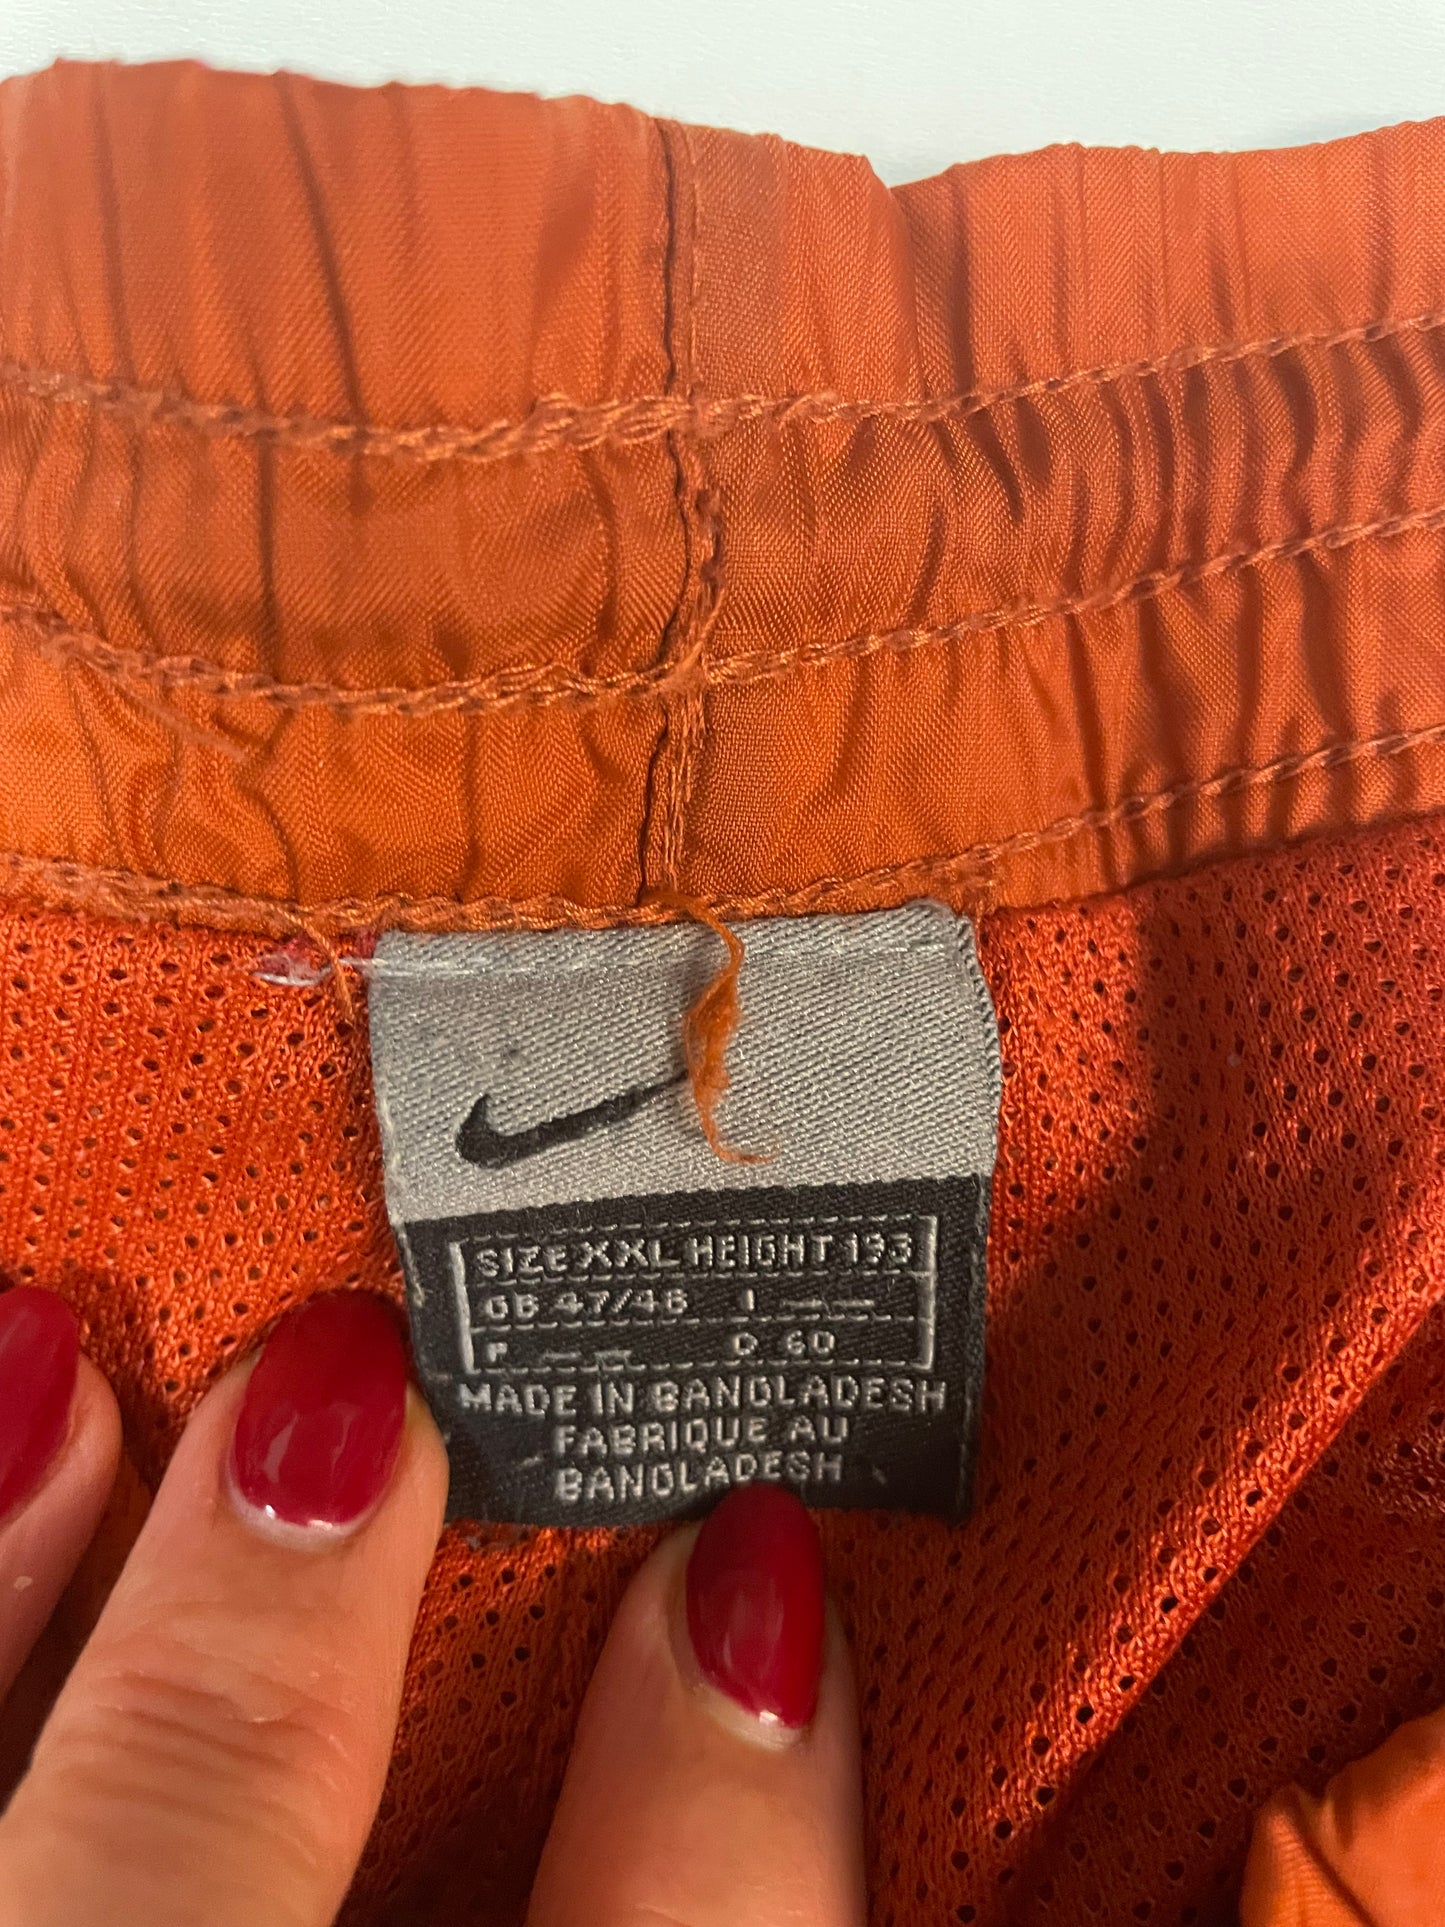 SIZE XXL HEIGHT 193
GB 47/48 I -- --
F -- -- D 60
MADE IN BANGLADESH
FABRIQUE AU
BANGLADESH